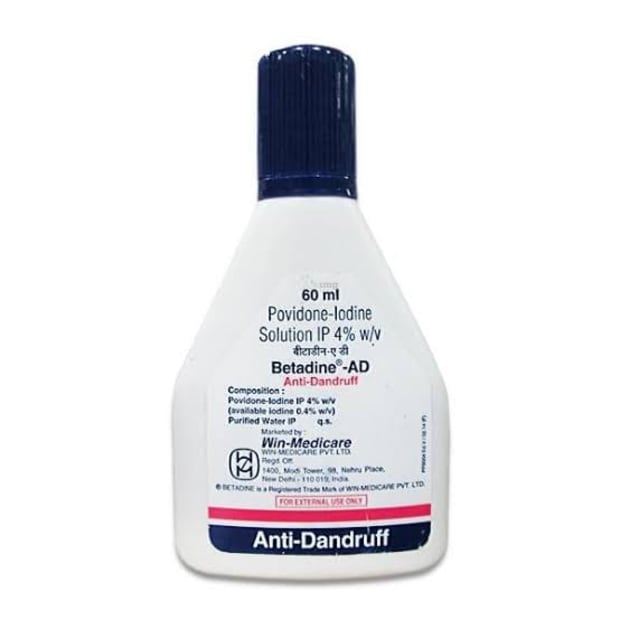 60 ml
Povidone-Iodine
Solution IP 4% w/v
बीटाडीन-ए डी
Betadine®-AD
Anti-Dandruff
Composition :
Povidone-Iodine IP 4% w/v
(available iodine 0.4% w/v)
Purified Water IP q.s.
Marketed by :
Win-Medicare
WIN-MEDICARE PVT. LTD.
Regd. Off.
1400, Modi Tower, 98, Nehru Place,
New Delhi - 110 019, India.
® BETADINE is a Registered Trade Mark of WIN-MEDICARE PVT. LTD.
FOR EXTERNAL USE ONLY
Anti-Dandruff